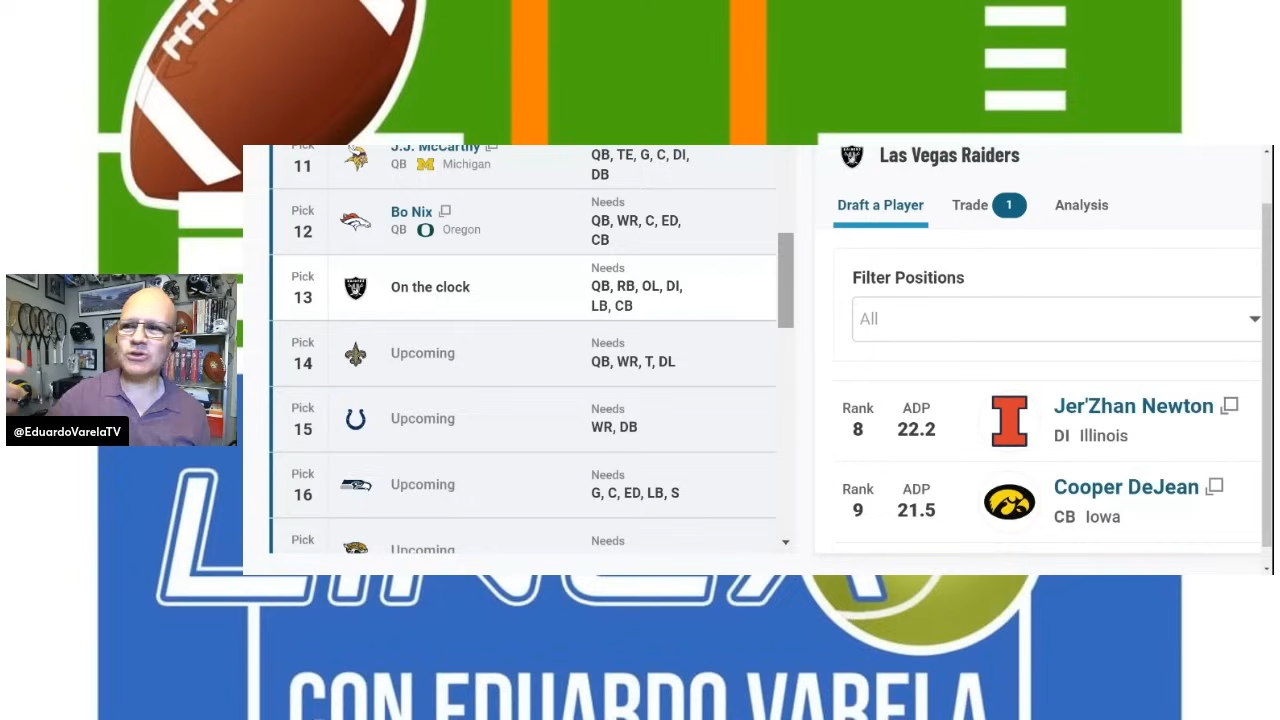 Pick
11
J.J. McCarthy
QB M Michigan
QB, TE, G, C, DI,
DB
Pick
12
Bo Nix
QB O Oregon
Needs
QB, WR, C, ED,
CB
Pick
13
On the clock
Needs
QB, RB, OL, DI,
LB, CB
Pick
14
Upcoming
Needs
QB, WR, T, DL
Pick
15
Upcoming
Needs
WR, DB
Pick
16
Upcoming
Needs
G, C, ED, LB, S
Pick
Upcoming
Needs
RAIDERS
Las Vegas Raiders
Draft a Player
Trade 1
Analysis
Filter Positions
All
Rank
8
ADP
22.2
I
Jer'Zhan Newton
DI Illinois
Rank
9
ADP
21.5
Cooper DeJean
CB Iowa
@EduardoVarelaTV
CON EDUARDO VARELA